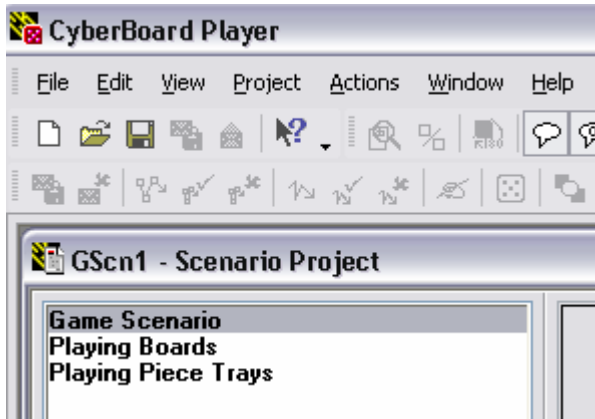 CyberBoard Player
File Edit View Project Actions Window Help
GScn1 - Scenario Project
Game Scenario
Playing Boards
Playing Piece Trays